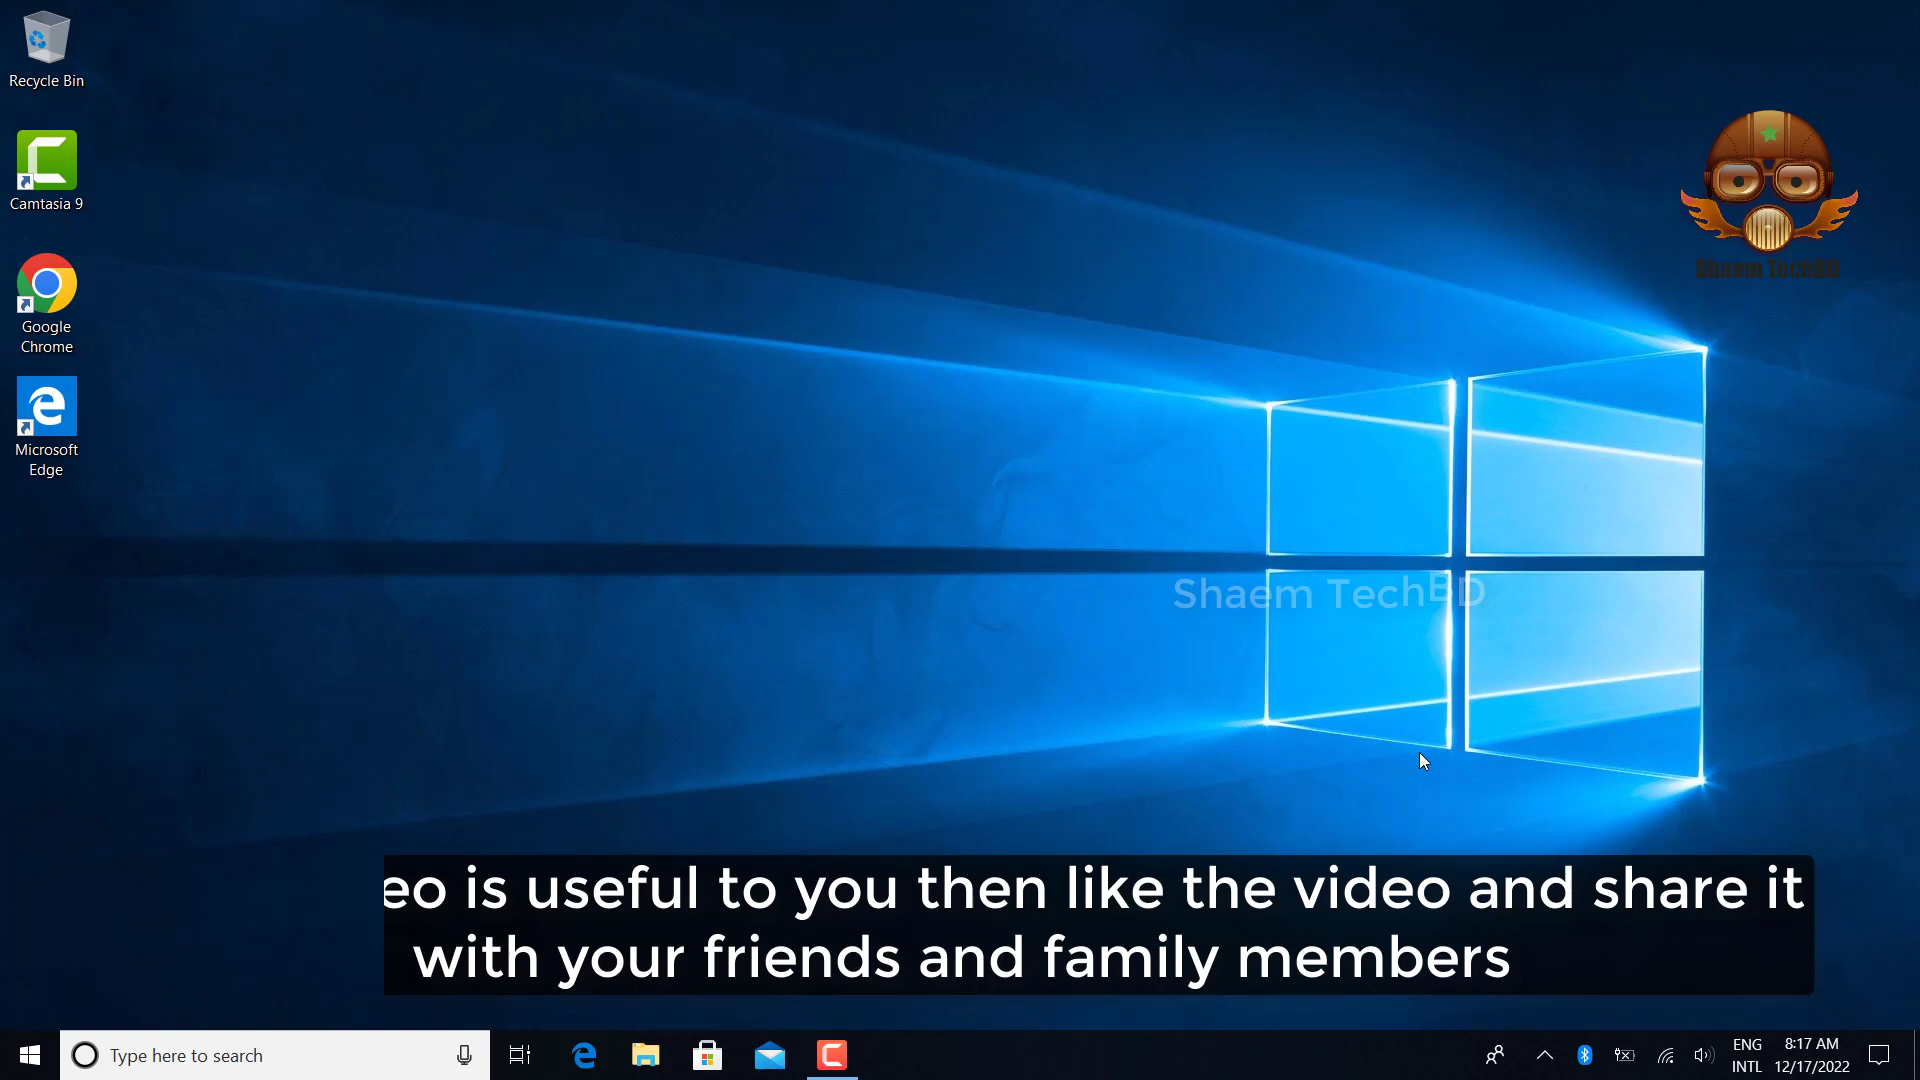 Recycle Bin
Camtasia 9
Google
Chrome
Microsoft
Edge
Shaem TechBD
Shaem TechBD
eo is useful to you then like the video and share it
with your friends and family members
Type here to search
ENG
INTL
8:17 AM
12/17/2022